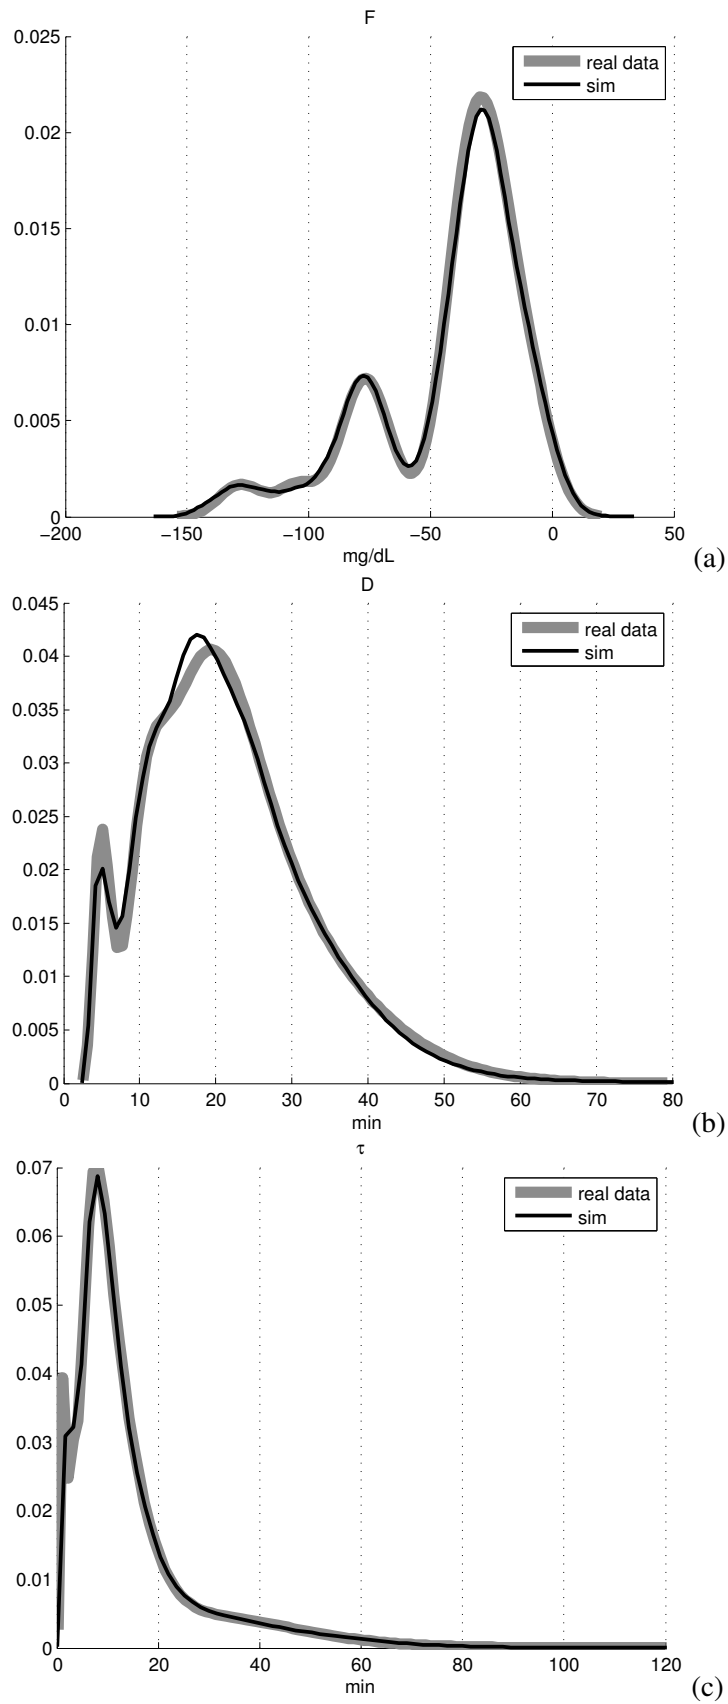 F
0.025
real data
sim
0.02
0.015
0.01
0.005
0
−200 −150 −100 −50 0 50
mg/dL
(a)
D
0.045
real data
0.04
sim
0.035
0.03
0.025
0.02
0.015
0.01
0.005
0
0 10 20 30 40 50 60 70 80
min
(b)
τ
0.07
real data
sim
0.06
0.05
0.04
0.03
0.02
0.01
0
0 20 40 60 80 100 120
min
(c)